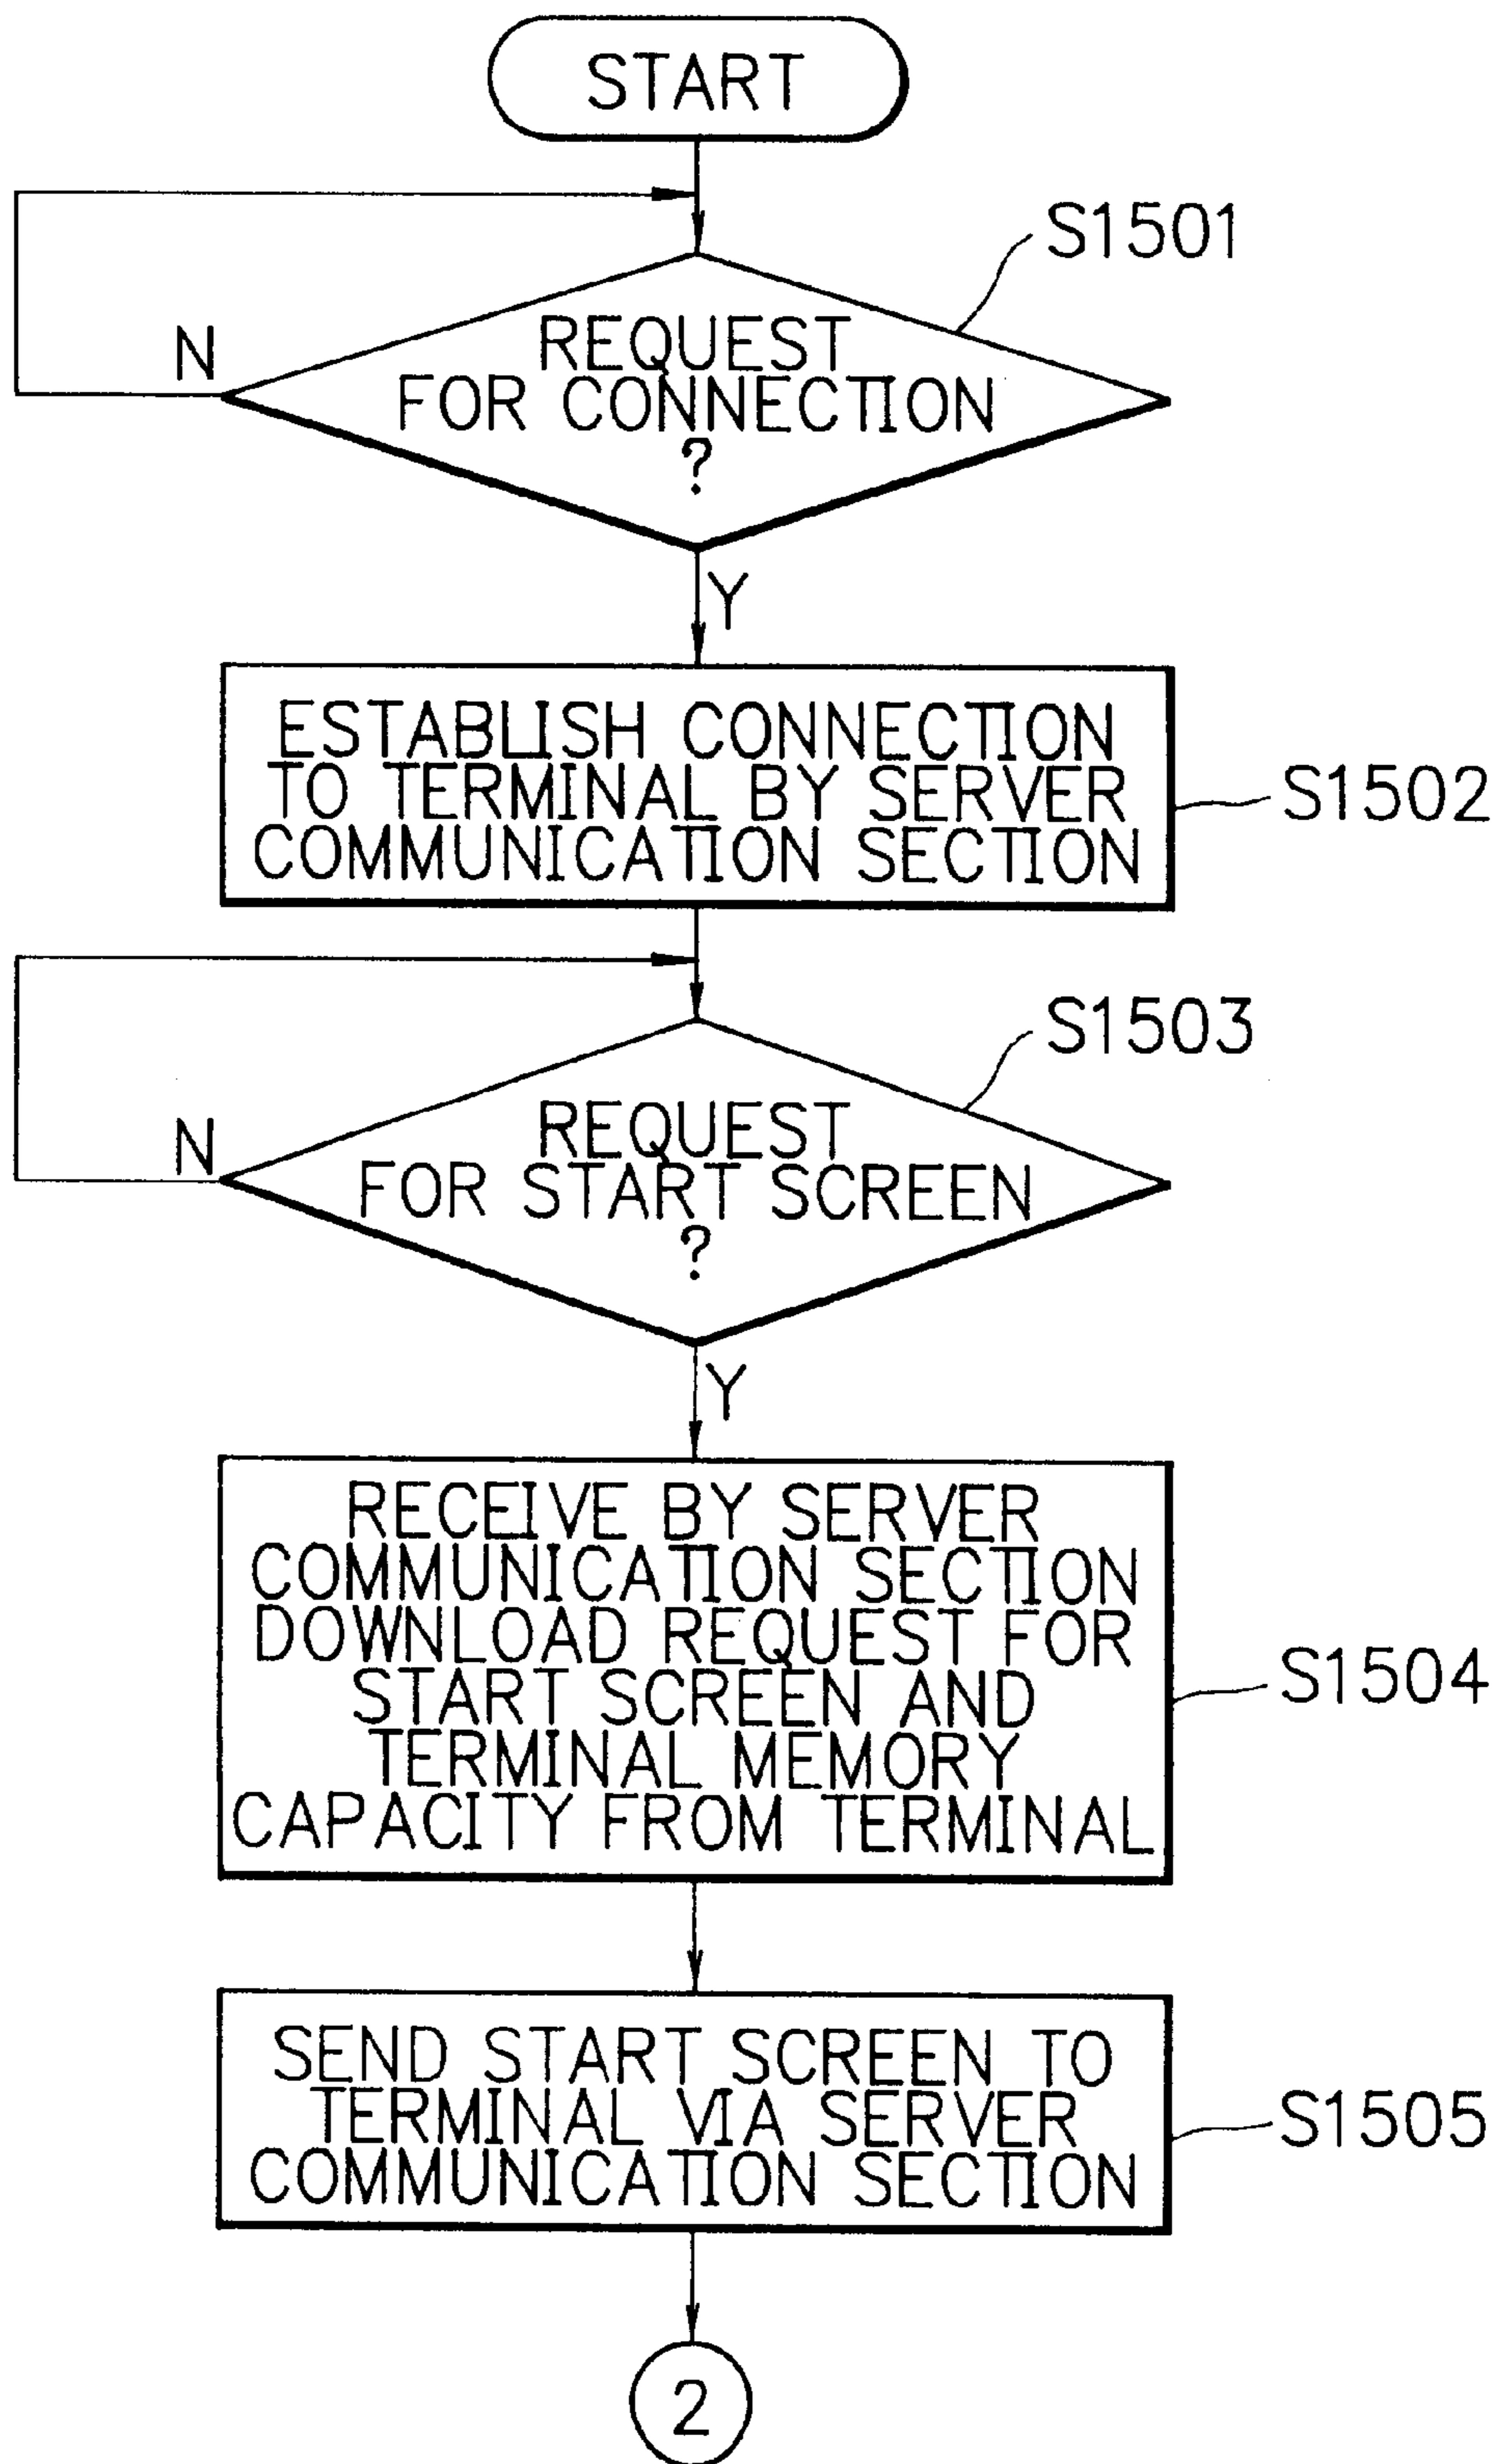 START
S1501
REQUEST
FOR CONNECTION
?
N
Y
ESTABLISH CONNECTION
TO TERMINAL BY SERVER
COMMUNICATION SECTION
S1502
S1503
REQUEST
FOR START SCREEN
?
N
Y
RECEIVE BY SERVER
COMMUNICATION SECTION
DOWNLOAD REQUEST FOR
START SCREEN AND
TERMINAL MEMORY
CAPACITY FROM TERMINAL
S1504
SEND START SCREEN TO
TERMINAL VIA SERVER
COMMUNICATION SECTION
S1505
2